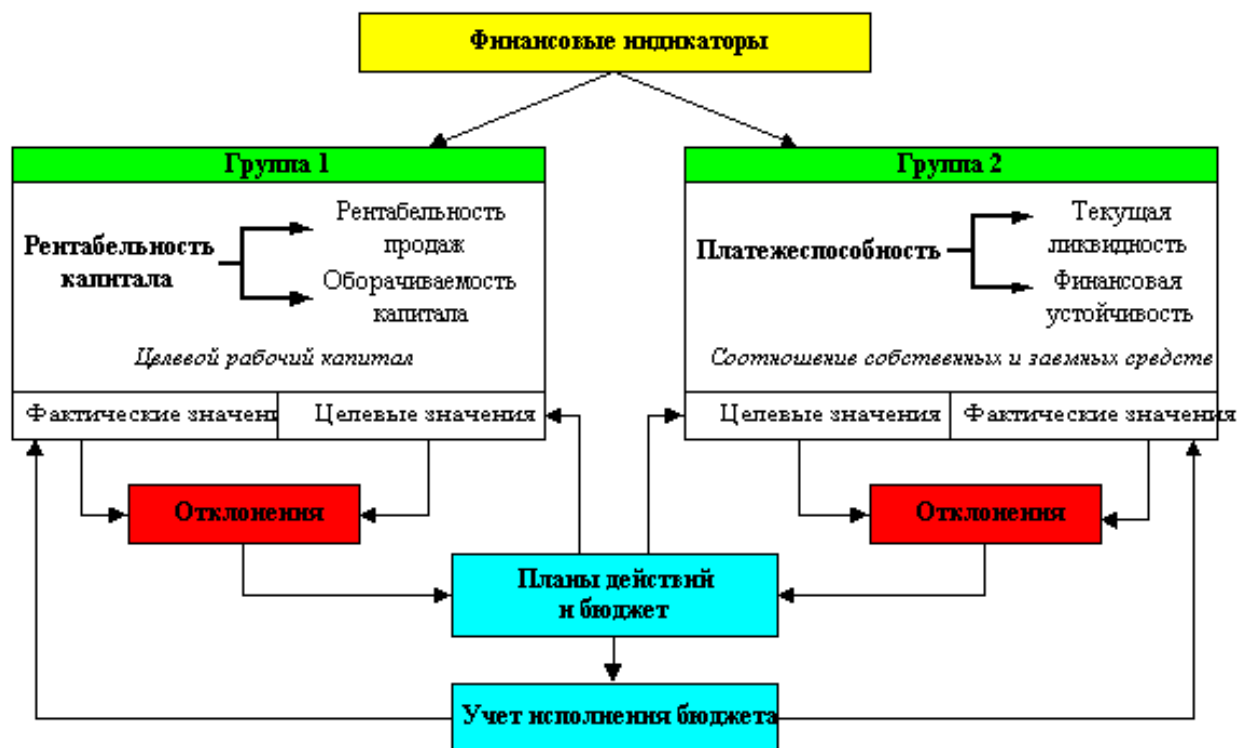 Финансовые индикаторы
Группа 1
Рентабельность
капитала
Рентабельность
продаж
Оборачиваемость
капитала
Целевой рабочий капитал
Фактические значени
Целевые значения
Группа 2
Платежеспособность
Текущая
ликвидность
Финансовая
устойчивость
Соотношение собственных и заемных средств
Целевые значения
Фактические значения
Отклонения
Отклонения
Планы действий
и бюджет
Учет исполнения бюджета